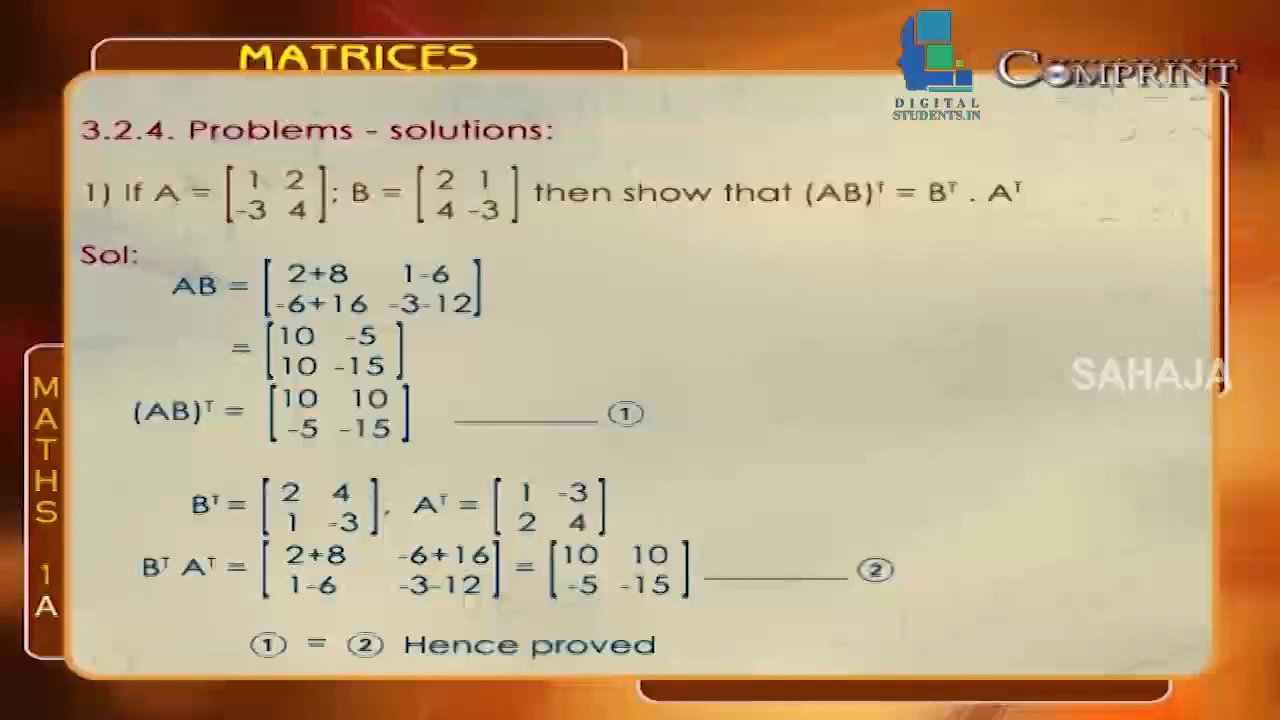 MATRICES
DIGITAL
STUDENTS.IN
COMPRINT
3.2.4. Problems - solutions:
1) If A = [ 1 2 ; -3 4 ]; B = [ 2 1 ; 4 -3 ] then show that (AB)ᵀ = Bᵀ . Aᵀ
Sol:
AB = [ 2+8 1-6 ; -6+16 -3-12 ]
= [ 10 -5 ; 10 -15 ]
(AB)ᵀ = [ 10 10 ; -5 -15 ] ________ ①
Bᵀ = [ 2 4 ; 1 -3 ], Aᵀ = [ 1 -3 ; 2 4 ]
Bᵀ Aᵀ = [ 2+8 -6+16 ; 1-6 -3-12 ] = [ 10 10 ; -5 -15 ] ________ ②
① = ② Hence proved
MATHS 1A
SAHAJA